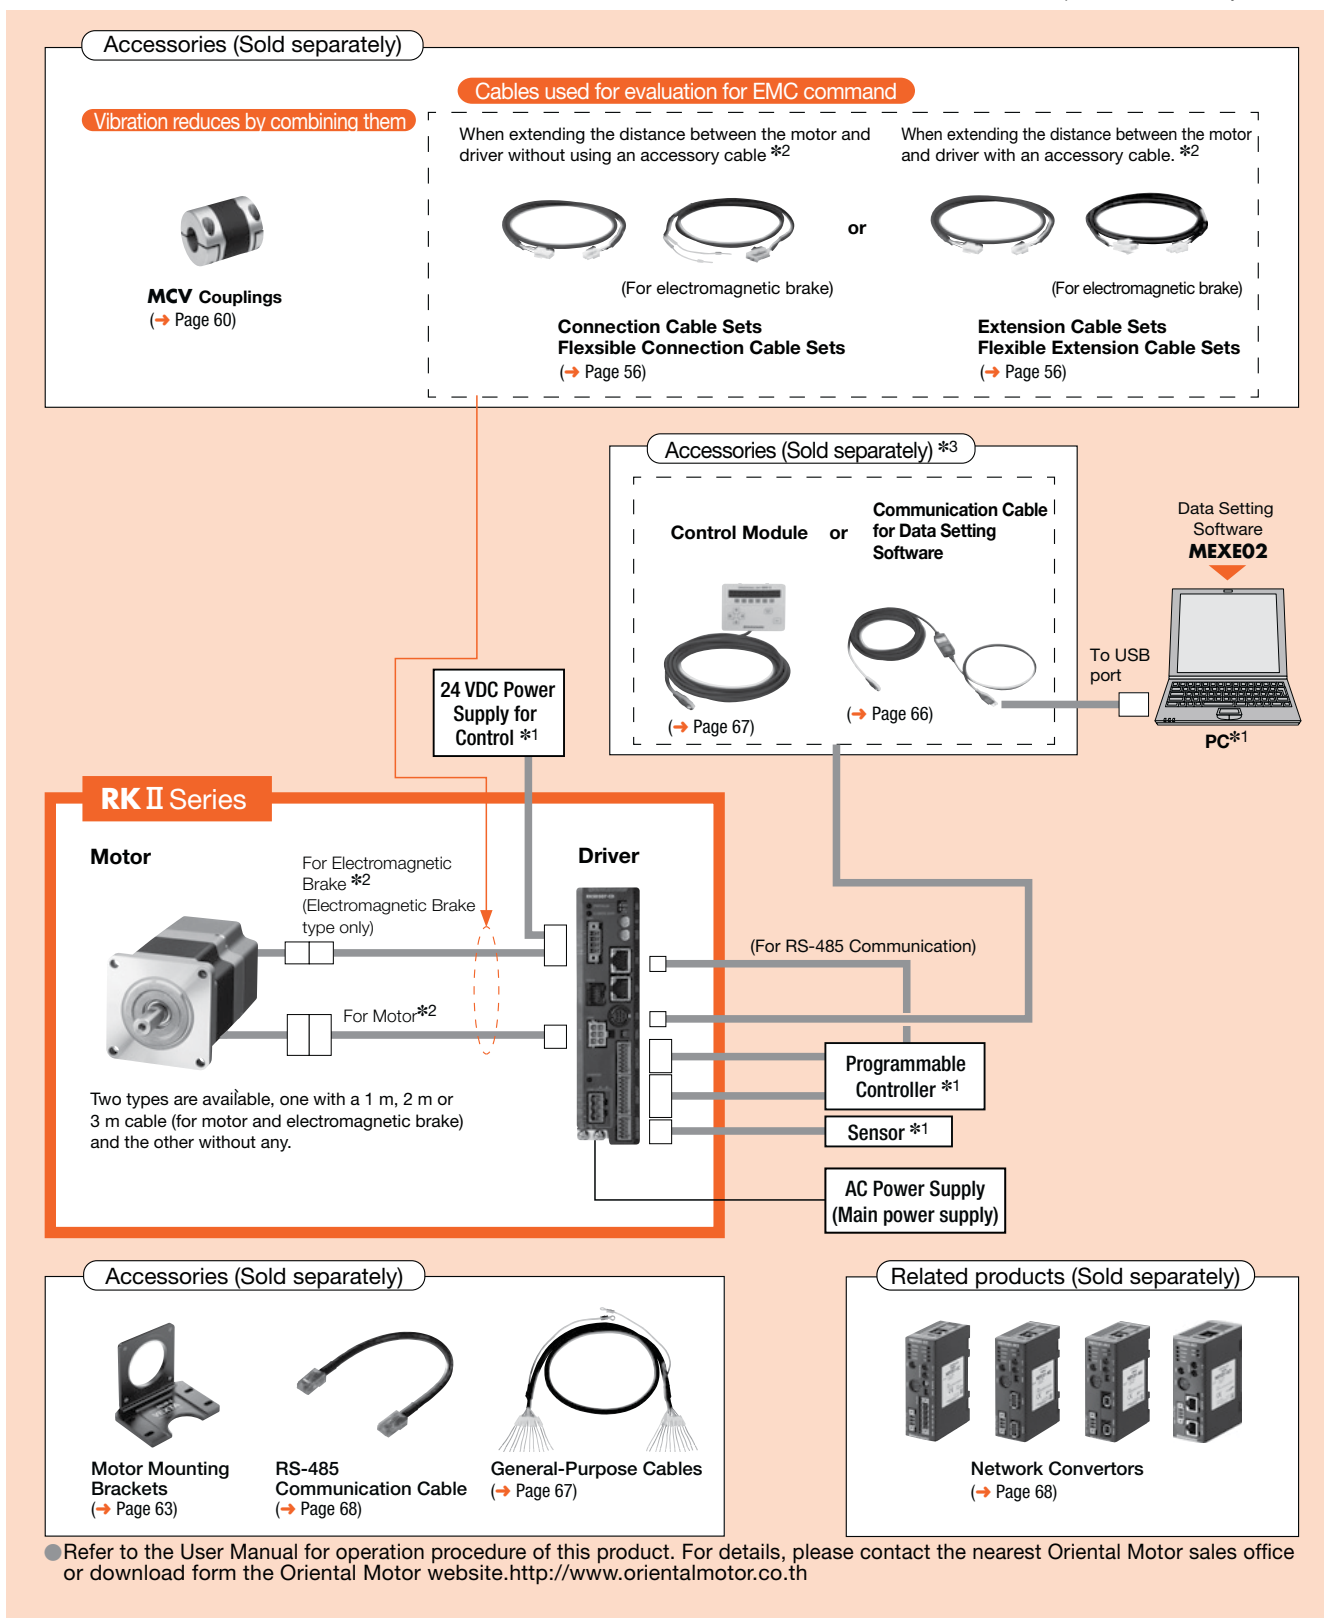 Accessories (Sold separately)
Cables used for evaluation for EMC command
Vibration reduces by combining them
When extending the distance between the motor and
driver without using an accessory cable *2
When extending the distance between the motor
and driver with an accessory cable. *2
or
(For electromagnetic brake)
(For electromagnetic brake)
MCV Couplings
(→ Page 60)
Connection Cable Sets
Flexsible Connection Cable Sets
(→ Page 56)
Extension Cable Sets
Flexible Extension Cable Sets
(→ Page 56)
Accessories (Sold separately) *3
Control Module
or
Communication Cable
for Data Setting
Software
(→ Page 67)
(→ Page 66)
Data Setting
Software
MEXE02
To USB
port
PC*1
24 VDC Power
Supply for
Control *1
RK II Series
Motor
For Electromagnetic
Brake *2
(Electromagnetic Brake
type only)
Driver
(For RS-485 Communication)
For Motor*2
Programmable
Controller *1
Two types are available, one with a 1 m, 2 m or
3 m cable (for motor and electromagnetic brake)
and the other without any.
Sensor *1
AC Power Supply
(Main power supply)
Accessories (Sold separately)
Motor Mounting
Brackets
(→ Page 63)
RS-485
Communication Cable
(→ Page 68)
General-Purpose Cables
(→ Page 67)
Related products (Sold separately)
Network Convertors
(→ Page 68)
●Refer to the User Manual for operation procedure of this product. For details, please contact the nearest Oriental Motor sales office
or download form the Oriental Motor website.http://www.orientalmotor.co.th